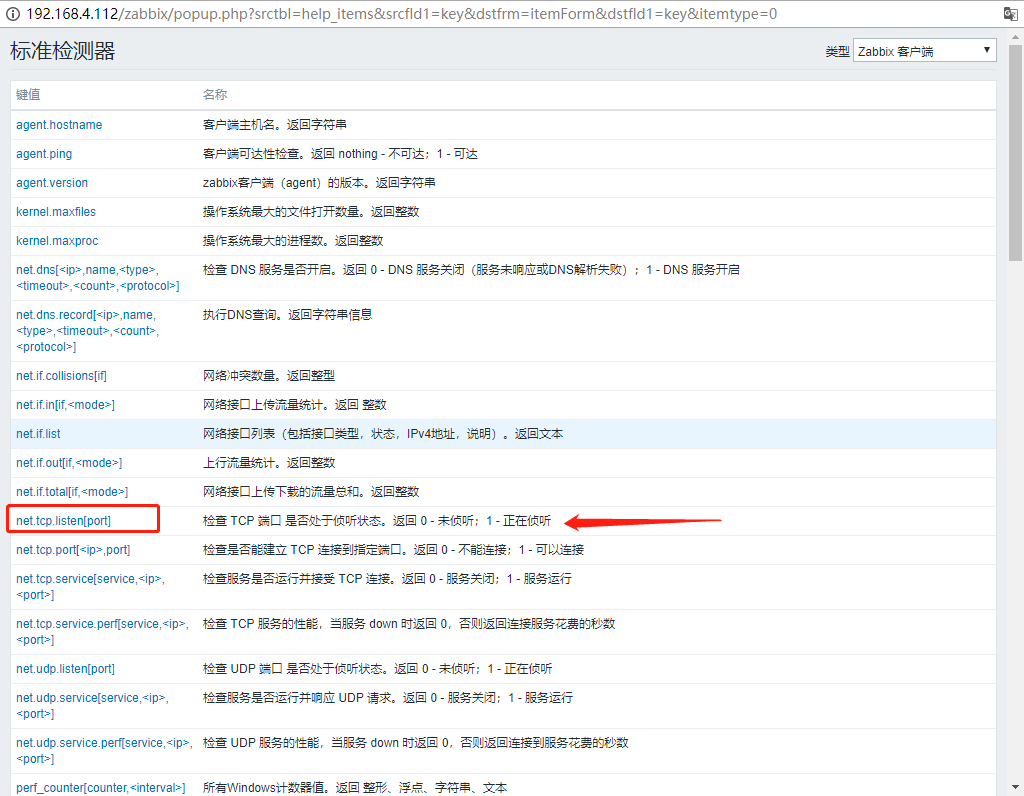 192.168.4.112/zabbix/popup.php?srctbl=help_items&srcfld1=key&dstfrm=itemForm&dstfld1=key&itemtype=0
标准检测器
类型 Zabbix 客户端
键值 名称
agent.hostname 客户端主机名。返回字符串
agent.ping 客户端可达性检查。返回 nothing - 不可达；1 - 可达
agent.version zabbix客户端（agent）的版本。返回字符串
kernel.maxfiles 操作系统最大的文件打开数量。返回整数
kernel.maxproc 操作系统最大的进程数。返回整数
net.dns[<ip>,name,<type>, 检查 DNS 服务是否开启。返回 0 - DNS 服务关闭（服务未响应或DNS解析失败）；1 - DNS 服务开启
<timeout>,<count>,<protocol>]
net.dns.record[<ip>,name, 执行DNS查询。返回字符串信息
<type>,<timeout>,<count>,
<protocol>]
net.if.collisions[if] 网络冲突数量。返回整型
net.if.in[if,<mode>] 网络接口上传流量统计。返回 整数
net.if.list 网络接口列表（包括接口类型，状态，IPv4地址，说明）。返回文本
net.if.out[if,<mode>] 上行流量统计。返回整数
net.if.total[if,<mode>] 网络接口上传下载的流量总和。返回整数
net.tcp.listen[port] 检查 TCP 端口 是否处于侦听状态。返回 0 - 未侦听；1 - 正在侦听
net.tcp.port[<ip>,port] 检查是否能建立 TCP 连接到指定端口。返回 0 - 不能连接；1 - 可以连接
net.tcp.service[service,<ip>, 检查服务是否运行并接受 TCP 连接。返回 0 - 服务关闭；1 - 服务运行
<port>]
net.tcp.service.perf[service,<ip>, 检查 TCP 服务的性能，当服务 down 时返回 0，否则返回连接服务花费的秒数
<port>]
net.udp.listen[port] 检查 UDP 端口 是否处于侦听状态。返回 0 - 未侦听；1 - 正在侦听
net.udp.service[service,<ip>, 检查服务是否运行并响应 UDP 请求。返回 0 - 服务关闭；1 - 服务运行
<port>]
net.udp.service.perf[service,<ip>, 检查 UDP 服务的性能，当服务 down 时返回 0，否则返回连接到服务花费的秒数
<port>]
perf_counter[counter,<interval>] 所有Windows计数器值。返回 整形、浮点、字符串、文本